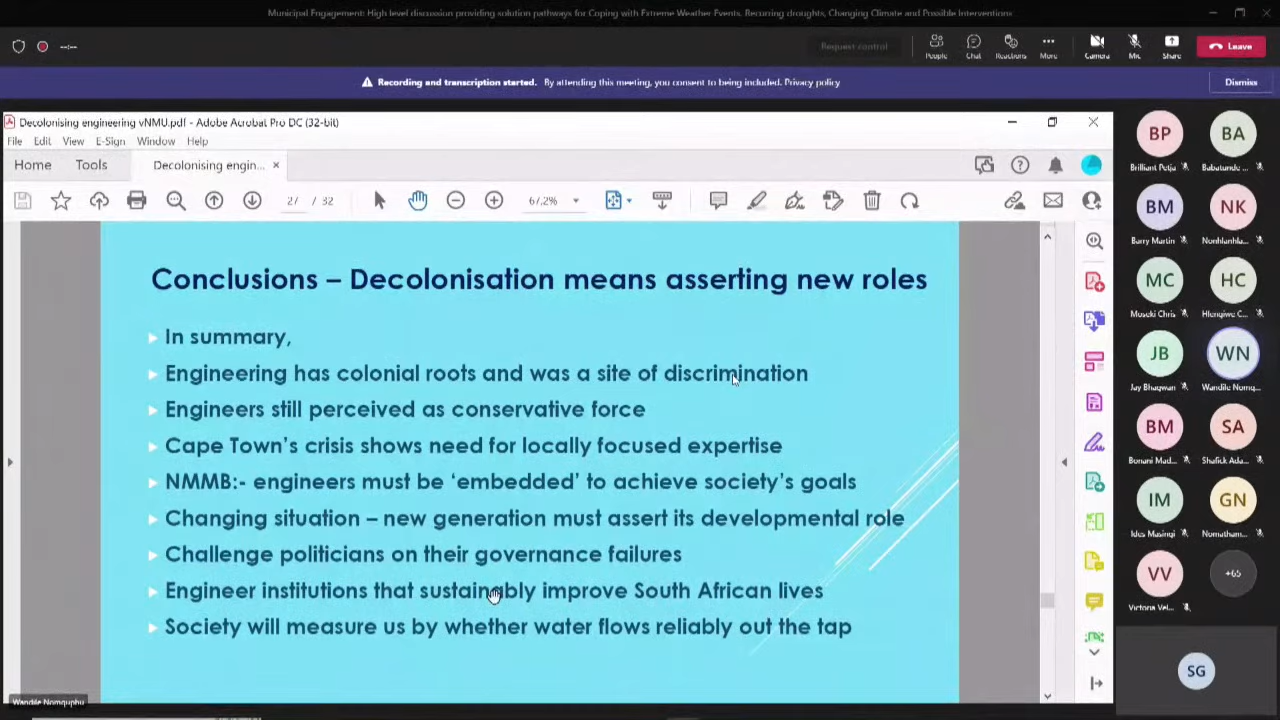 Municipal Engagement: High level discussion providing solution pathways for Coping with Extreme Weather Events, Recurring droughts, Changing Climate and Possible Interventions
--:--
Request control
People
Chat
Reactions
More
Camera
Mic
Share
Leave
Recording and transcription started. By attending this meeting, you consent to being included. Privacy policy
Dismiss
Decolonising engineering vNMU.pdf - Adobe Acrobat Pro DC (32-bit)
File Edit View E-Sign Window Help
Home Tools Decolonising engin... ×
27 / 32
67,2%
Conclusions – Decolonisation means asserting new roles
In summary,
Engineering has colonial roots and was a site of discrimination
Engineers still perceived as conservative force
Cape Town's crisis shows need for locally focused expertise
NMMB:- engineers must be 'embedded' to achieve society's goals
Changing situation – new generation must assert its developmental role
Challenge politicians on their governance failures
Engineer institutions that sustainably improve South African lives
Society will measure us by whether water flows reliably out the tap
Wandile Nomquphu
BP
Brilliant Petja
BA
Babatunde ...
BM
Barry Martin
NK
Nonhlanhla...
MC
Moseki Chris
HC
Hlengiwe C...
JB
Jay Bhagwan
WN
Wandile Nomq...
BM
Bonani Mad...
SA
Shafick Ada...
IM
Ides Masingi
GN
Nomatham...
VV
Victoria Vel...
+65
SG